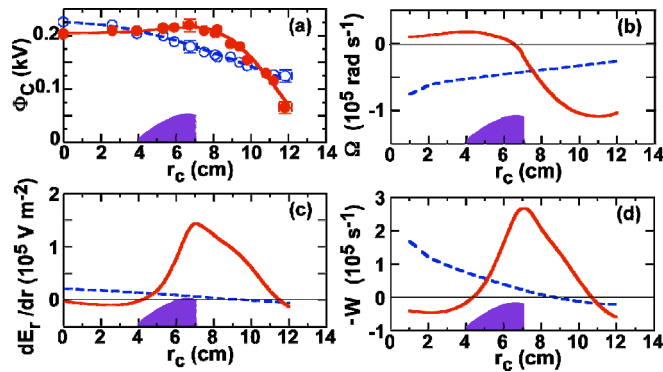 (a)
Φ_C (kV)
0.2
0.1
0
0 2 4 6 8 10 12 14
r_c (cm)
(b)
Ω (10^5 rad s^-1)
0
-1
0 2 4 6 8 10 12 14
r_c (cm)
(c)
dE_r /dr (10^5 V m^-2)
2
1
0
0 2 4 6 8 10 12 14
r_c (cm)
(d)
-W (10^5 s^-1)
3
2
1
0
-1
0 2 4 6 8 10 12 14
r_c (cm)